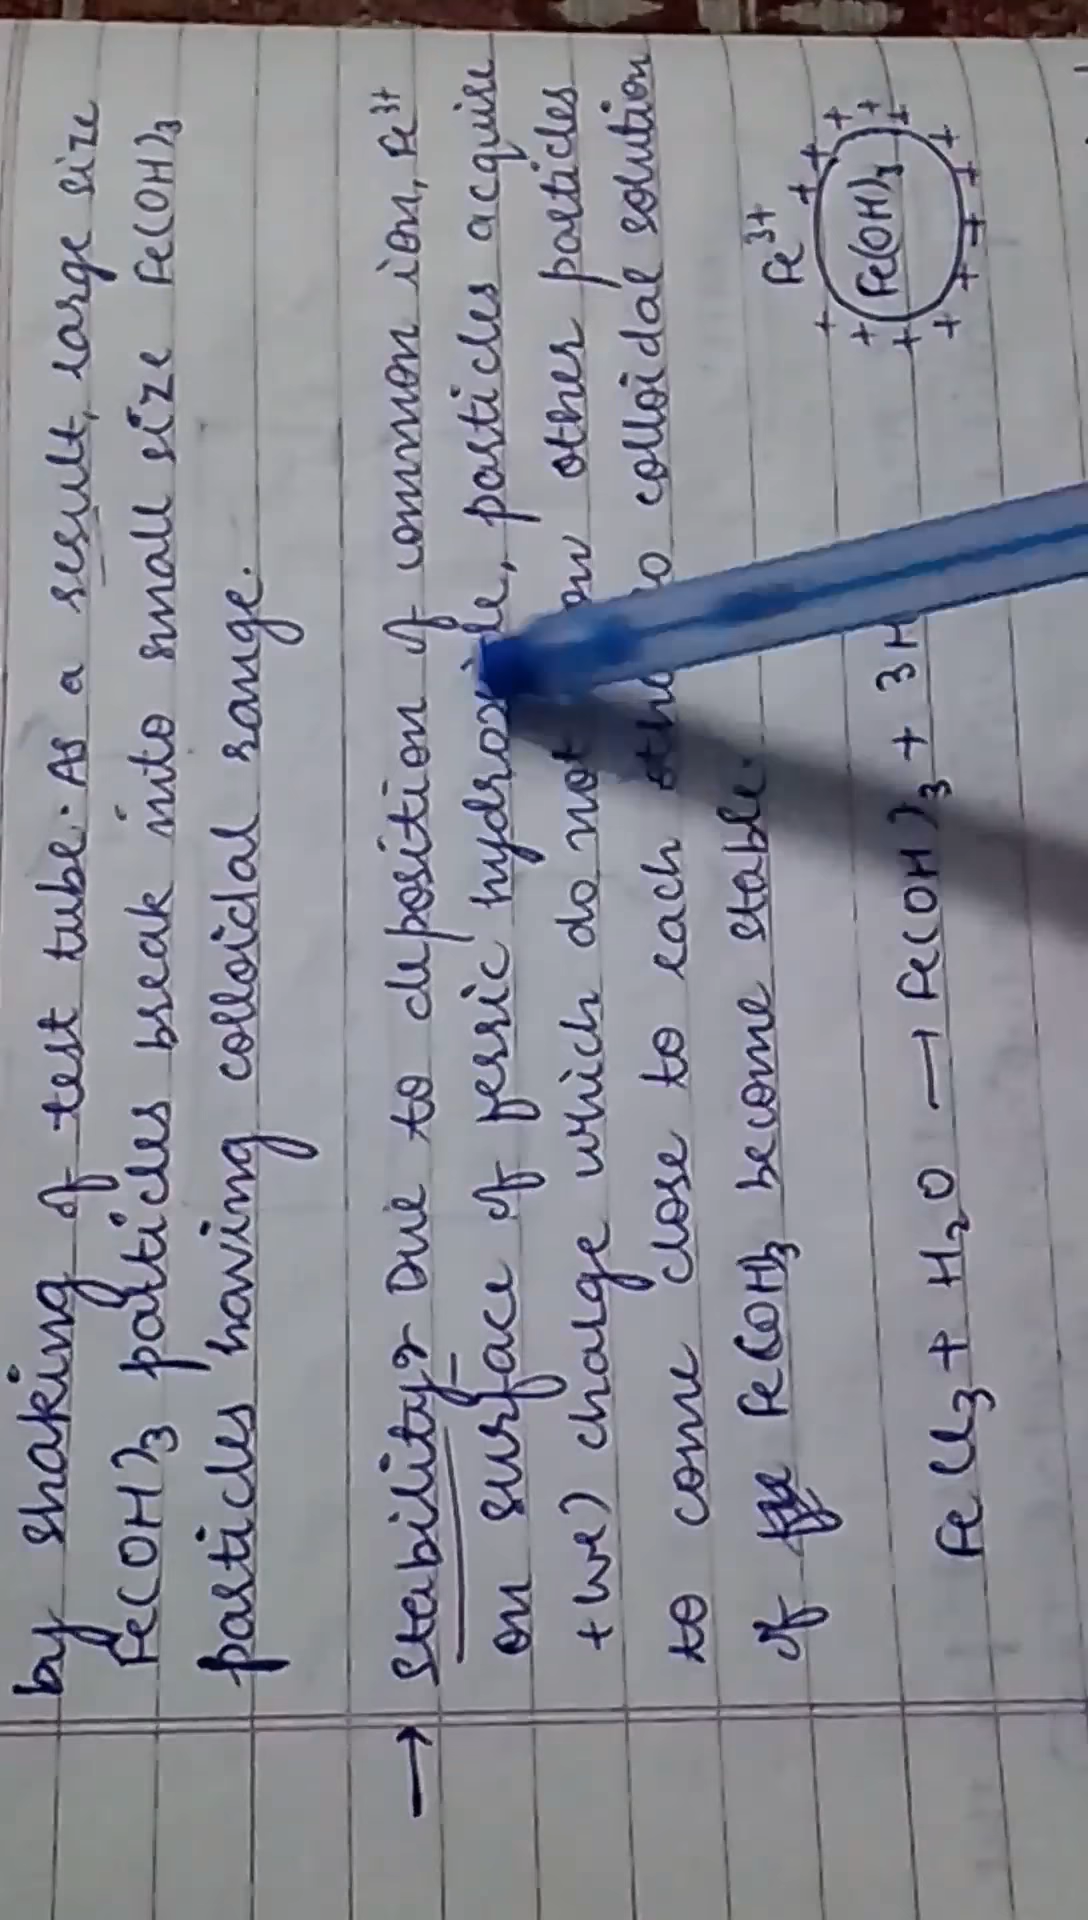 by shaking of test tube. As a result, large size
Fe(OH)3 particles break into small size Fe(OH)3
particles having colloidal range.
→ Stability Due to deposition of common ion, Fe3+
on surface of ferric particles acquire
+ive) charge which do not other particles
to come close to each colloidal solution
of Fe(OH)3 become stable.
Fe3+
Fe(OH)3
+ + + + + + + + + + + + + +
FeCl3 + H2O → Fe(OH)3 + 3H